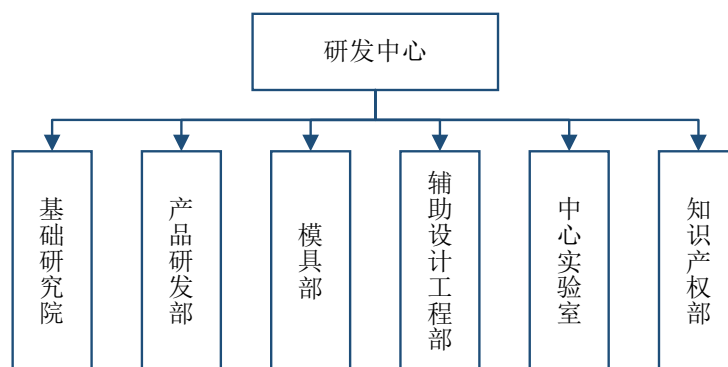 研发中心
基础研究院
产品研发部
模具部
辅助设计工程部
中心实验室
知识产权部